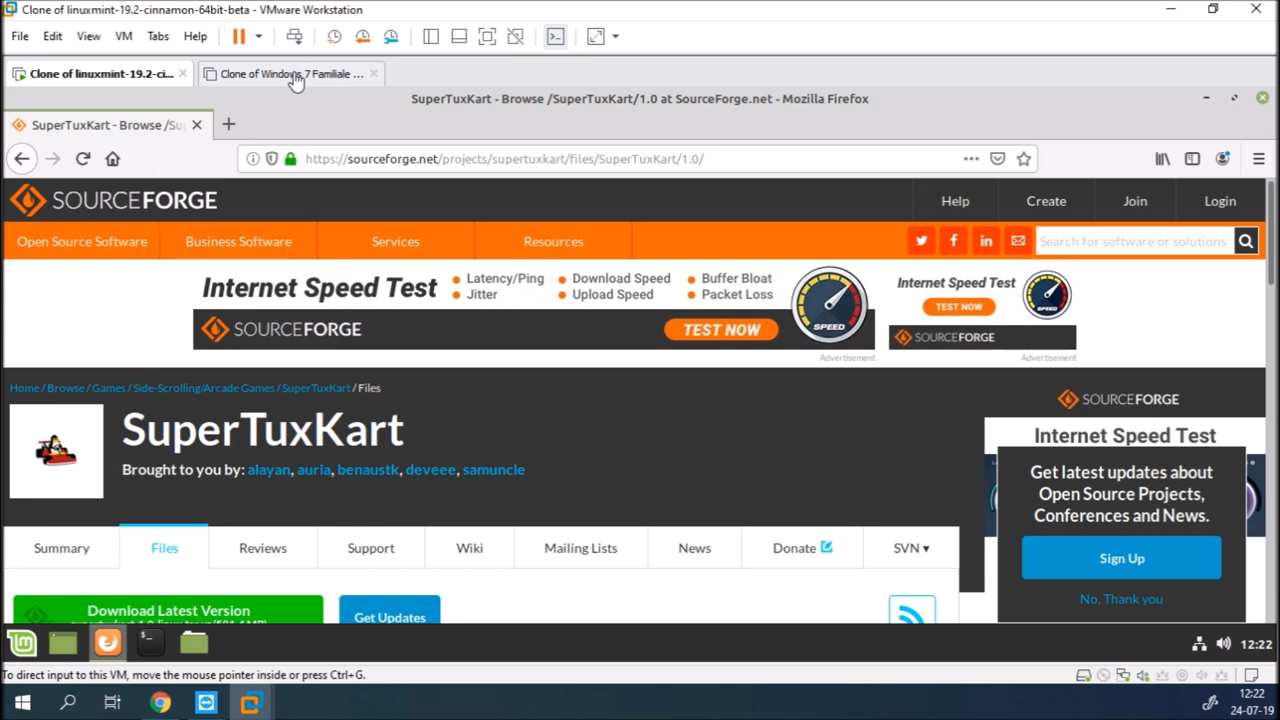 Clone of linuxmint-19.2-cinnamon-64bit-beta - VMware Workstation
File Edit View VM Tabs Help
Clone of linuxmint-19.2-ci... Clone of Windows 7 Familiale ...
SuperTuxKart - Browse /SuperTuxKart/1.0 at SourceForge.net - Mozilla Firefox
SuperTuxKart - Browse /Su
https://sourceforge.net/projects/supertuxkart/files/SuperTuxKart/1.0/
SOURCEFORGE Help Create Join Login
Open Source Software Business Software Services Resources Search for software or solutions
Internet Speed Test
Latency/Ping Download Speed Buffer Bloat
Jitter Upload Speed Packet Loss
SOURCEFORGE TEST NOW SPEED
Advertisement
Internet Speed Test
TEST NOW
SOURCEFORGE
Advertisement
Home / Browse / Games / Side-Scrolling/Arcade Games / SuperTuxKart / Files
SuperTuxKart
Brought to you by: alayan, auria, benaustk, deveee, samuncle
SOURCEFORGE
Internet Speed Test
Get latest updates about
Open Source Projects,
Conferences and News.
Sign Up
No, Thank you
Summary Files Reviews Support Wiki Mailing Lists News Donate SVN
Download Latest Version
Get Updates
12:22
To direct input to this VM, move the mouse pointer inside or press Ctrl+G.
12:22
24-07-19